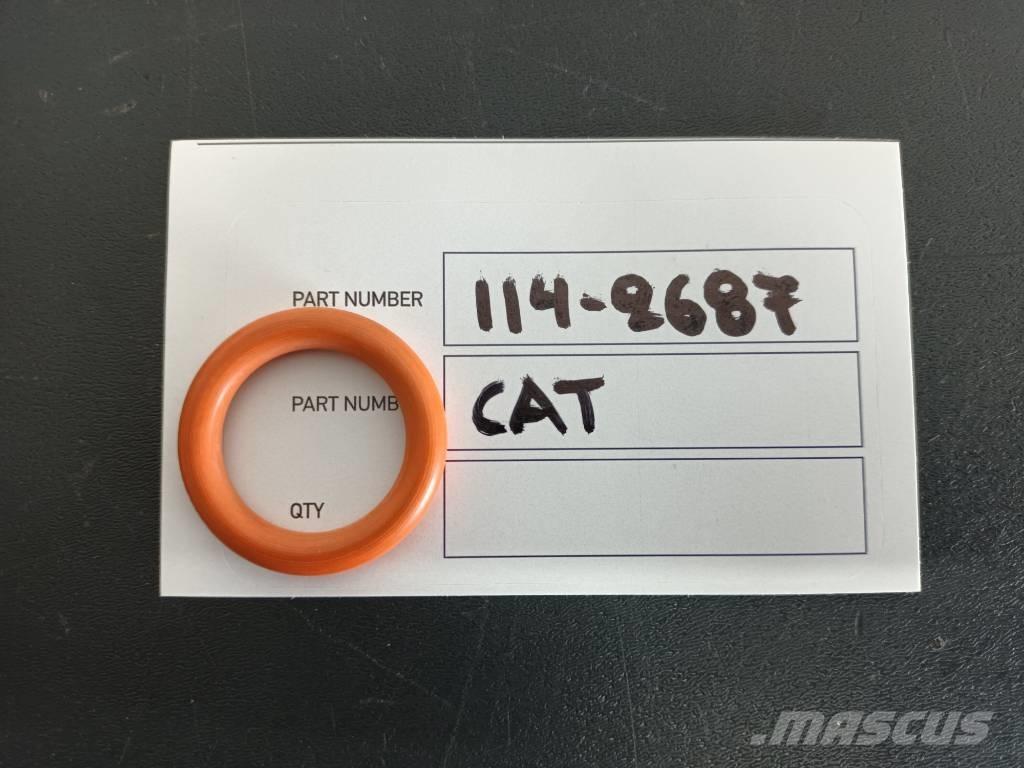 PART NUMBER 114-2687
PART NUMB CAT
QTY
.MASCUS